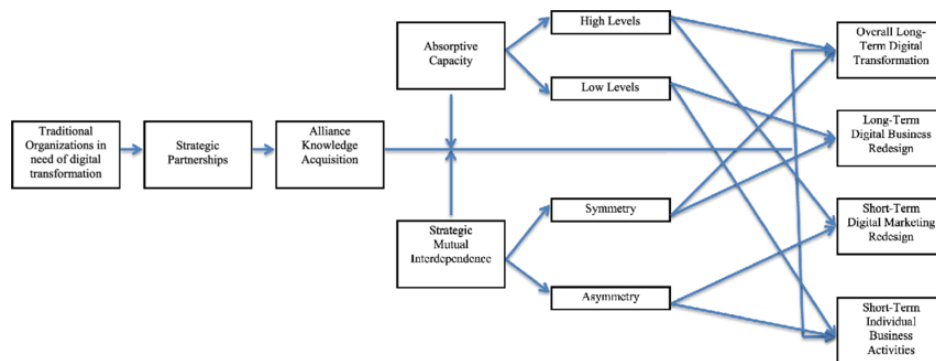 Traditional
Organizations in
need of digital
transformation
Strategic
Partnerships
Alliance
Knowledge
Acquisition
Absorptive
Capacity
Strategic
Mutual
Interdependence
High Levels
Low Levels
Symmetry
Asymmetry
Overall Long-
Term Digital
Transformation
Long-Term
Digital Business
Redesign
Short-Term
Digital Marketing
Redesign
Short-Term
Individual
Business
Activities